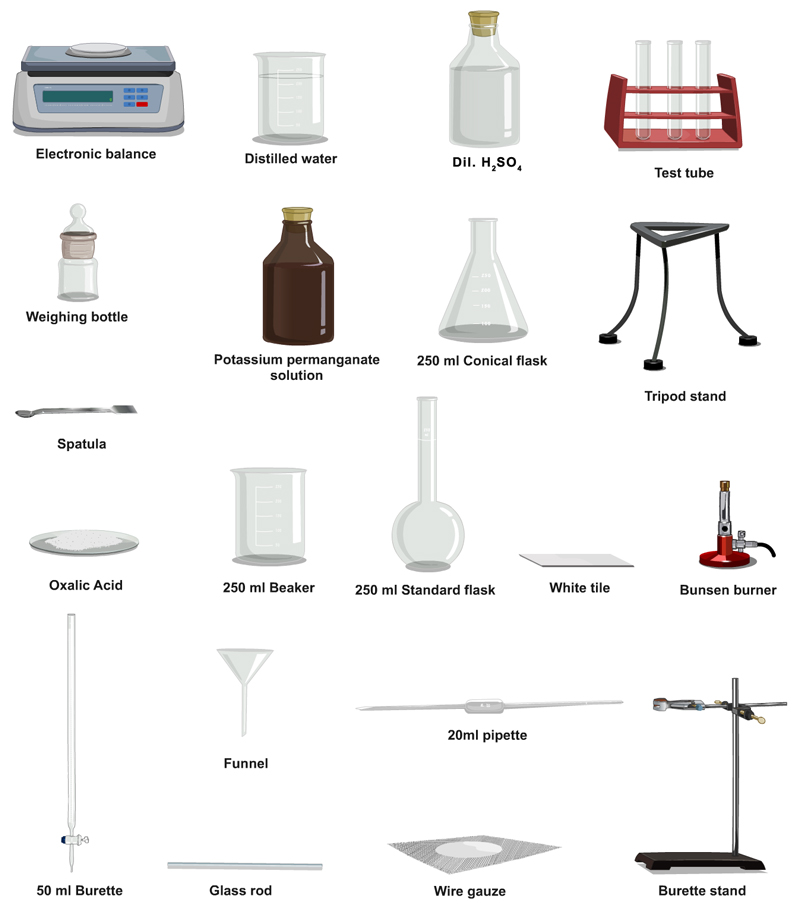 Electronic balance
Distilled water
Dil. H₂SO₄
Test tube
Weighing bottle
Potassium permanganate
solution
250 ml Conical flask
Tripod stand
Spatula
Oxalic Acid
250 ml Beaker
250 ml Standard flask
White tile
Bunsen burner
Funnel
20ml pipette
50 ml Burette
Glass rod
Wire gauze
Burette stand